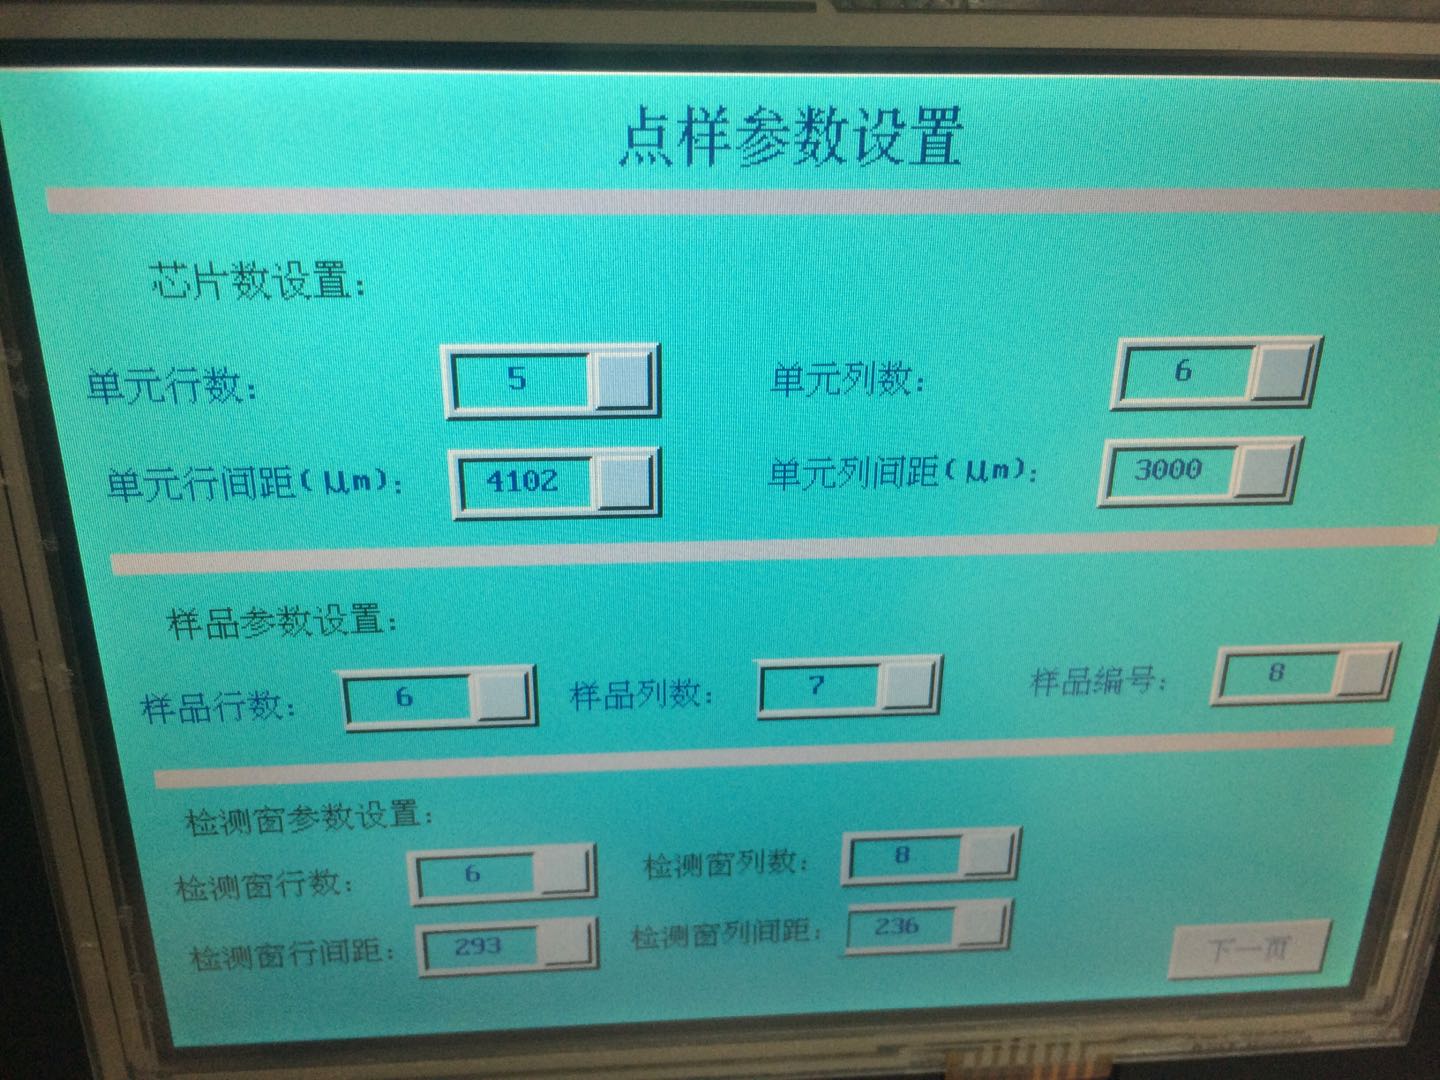 点样参数设置
芯片数设置:
单元行数: 5 单元列数: 6
单元行间距(μm): 4102 单元列间距(μm): 3000
样品参数设置:
样品行数: 6 样品列数: 7 样品编号: 8
检测窗参数设置:
检测窗行数: 6 检测窗列数: 8
检测窗行间距: 293 检测窗列间距: 236
下一页